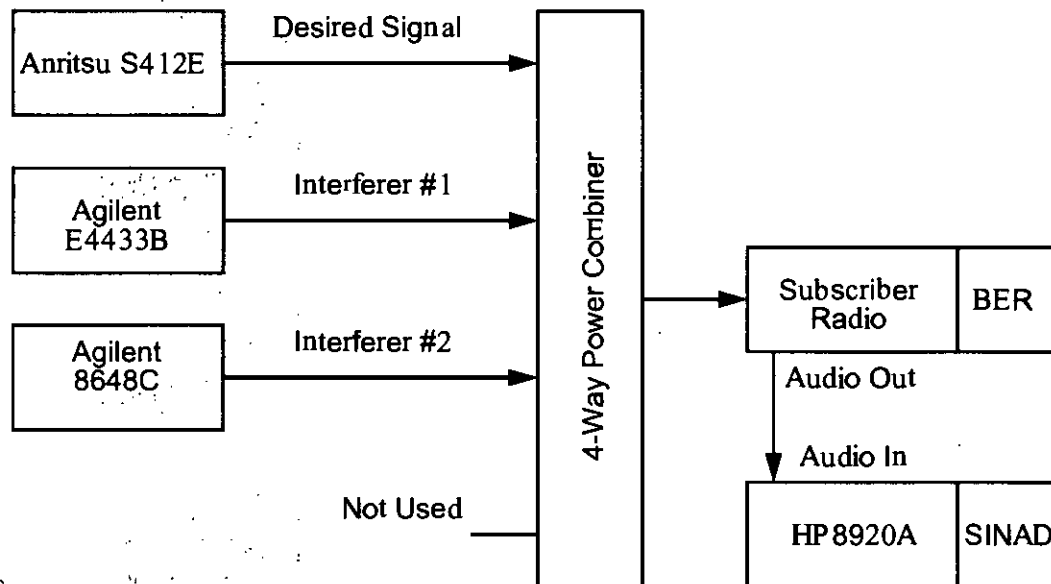 Desired Signal
Anritsu S412E
Interferer #1
Agilent
E4433B
4-Way Power Combiner
Subscriber
Radio
BER
Interferer #2
Agilent
8648C
Audio Out
Audio In
Not Used
HP8920A
SINAD